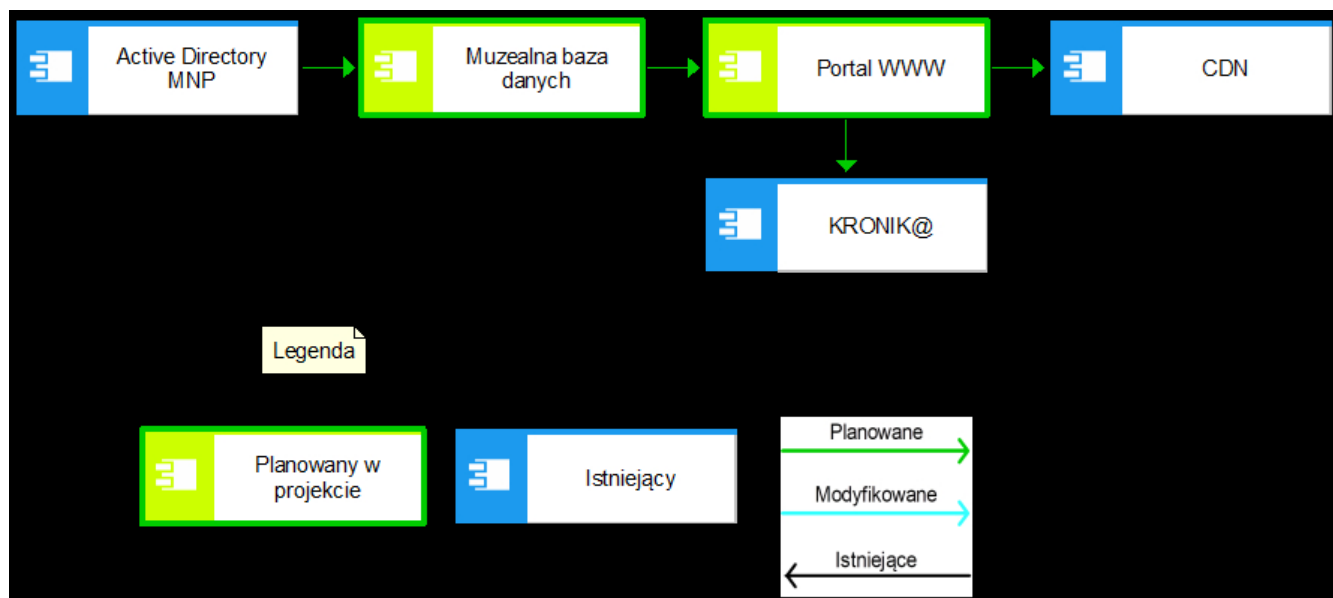 Active Directory
MNP
Muzealna baza
danych
Portal WWW
CDN
KRONIK@
Legenda
Planowany w
projekcie
Istniejący
Planowane
Modyfikowane
Istniejące